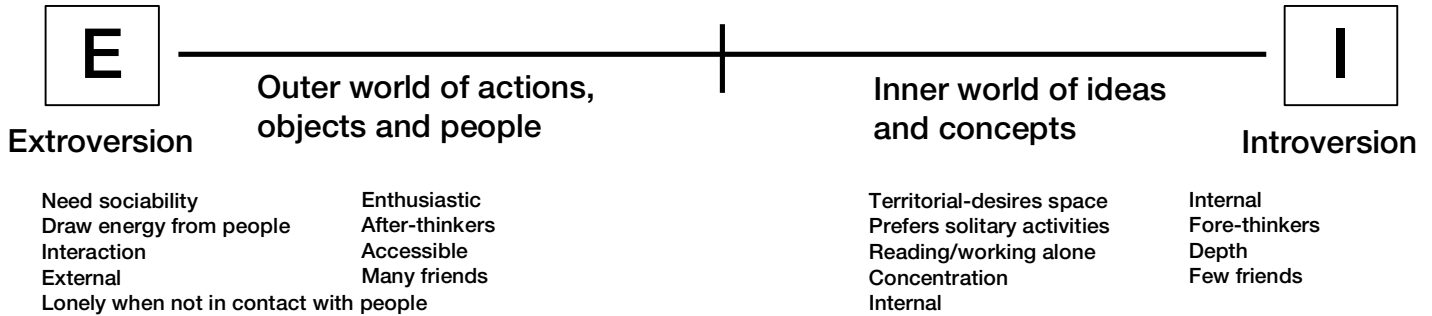 E
I
Outer world of actions,
objects and people
Inner world of ideas
and concepts
Extroversion
Introversion
Need sociability
Draw energy from people
Interaction
External
Lonely when not in contact with people
Enthusiastic
After-thinkers
Accessible
Many friends
Territorial-desires space
Prefers solitary activities
Reading/working alone
Concentration
Internal
Internal
Fore-thinkers
Depth
Few friends